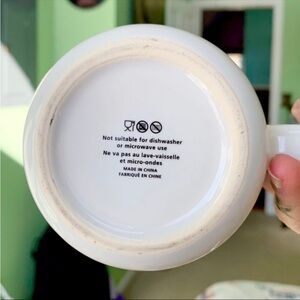 Not suitable for dishwasher
or microwave use
Ne va pas au lave-vaisselle
et micro-ondes
MADE IN CHINA
FABRIQUÉ EN CHINE